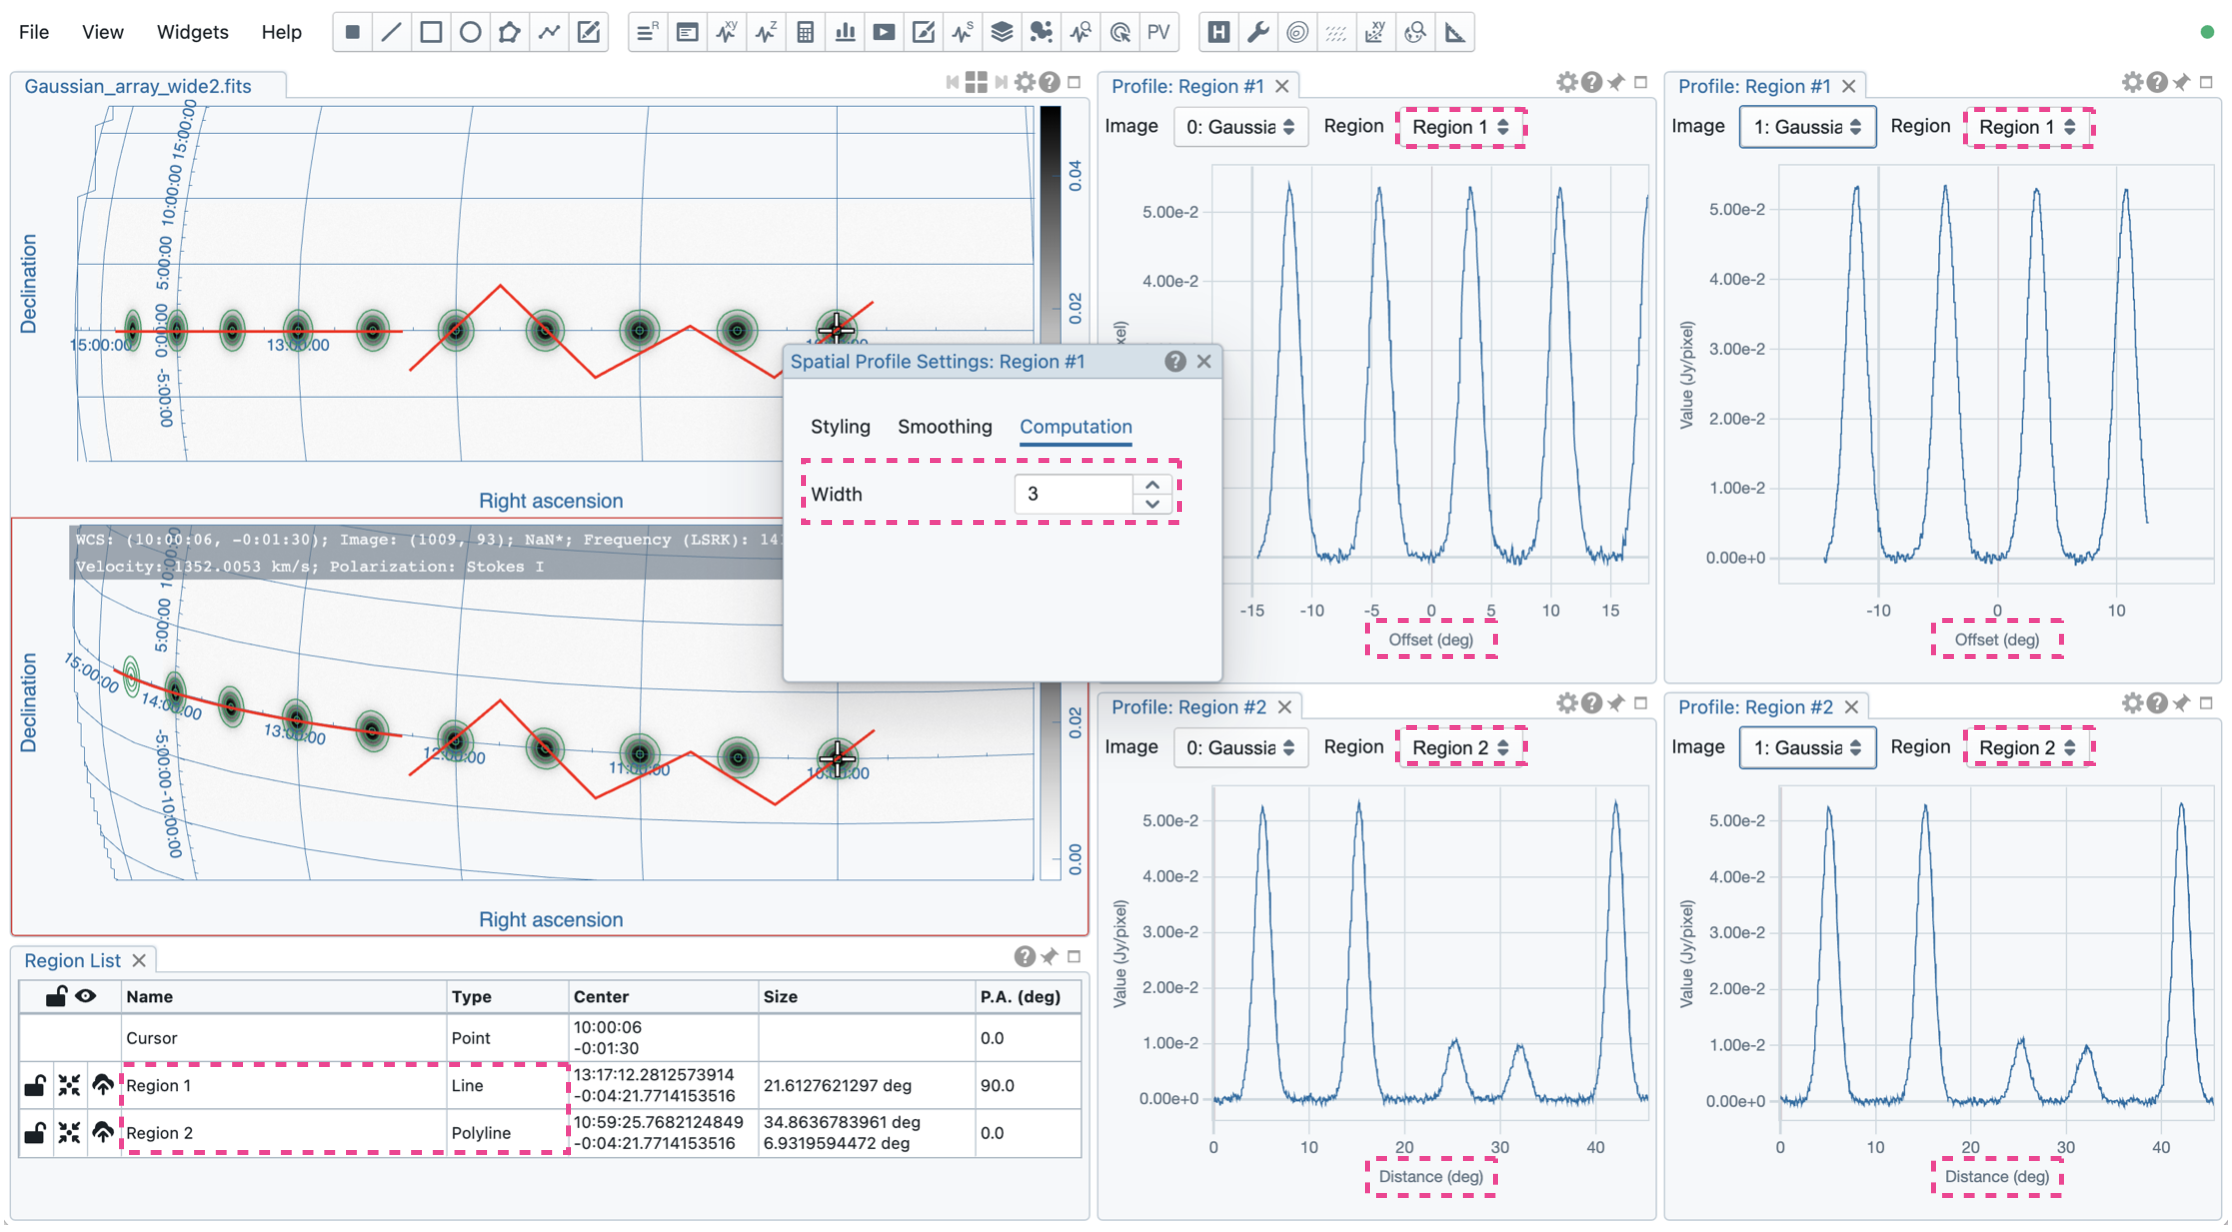 File View Widgets Help
PV
Gaussian_array_wide2.fits
15:00:00
10:00:00
5:00:00
0:00:00
-5:00:00
15:00:00
13:00:00
Declination
Right ascension
0.04
0.02
WCS: (10:00:06, -0:01:30); Image: (1009, 93); NaN*; Frequency (LSRK):
Velocity: 1352.0053 km/s; Polarization: Stokes I
5:00:00
-5:00:00
-10:00:00
15:00:00
14:00:00
13:00:00
12:00:00
11:00:00
10:00:00
Declination
Right ascension
0.02
0.00
Spatial Profile Settings: Region #1
Styling Smoothing Computation
Width 3
Profile: Region #1
Image 0: Gaussia Region Region 1
5.00e-2
4.00e-2
-15 -10 -5 0 5 10 15
Offset (deg)
Profile: Region #1
Image 1: Gaussia Region Region 1
5.00e-2
4.00e-2
3.00e-2
2.00e-2
1.00e-2
0.00e+0
Value (Jy/pixel)
-10 0 10
Offset (deg)
Profile: Region #2
Image 0: Gaussia Region Region 2
5.00e-2
4.00e-2
3.00e-2
2.00e-2
1.00e-2
0.00e+0
Value (Jy/pixel)
0 10 20 30 40
Distance (deg)
Profile: Region #2
Image 1: Gaussia Region Region 2
5.00e-2
4.00e-2
3.00e-2
2.00e-2
1.00e-2
0.00e+0
Value (Jy/pixel)
0 10 20 30 40
Distance (deg)
Region List
Name Type Center Size P.A. (deg)
Cursor Point 10:00:06 0.0
-0:01:30
Region 1 Line 13:17:12.2812573914 21.6127621297 deg 90.0
-0:04:21.7714153516
Region 2 Polyline 10:59:25.7682124849 34.8636783961 deg 0.0
-0:04:21.7714153516 6.9319594472 deg